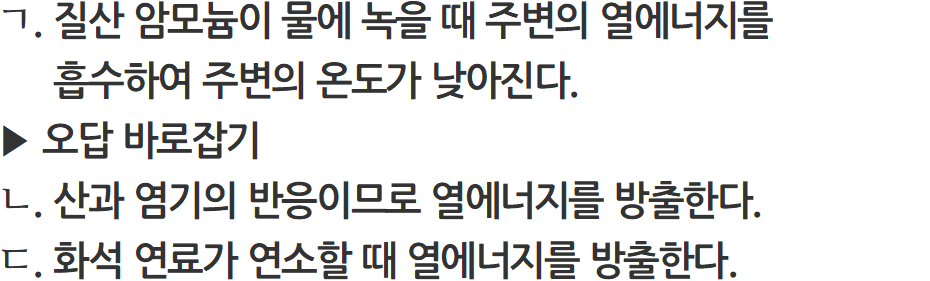 ㄱ. 질산 암모늄이 물에 녹을 때 주변의 열에너지를
흡수하여 주변의 온도가 낮아진다.
▶ 오답 바로잡기
ㄴ. 산과 염기의 반응이므로 열에너지를 방출한다.
ㄷ. 화석 연료가 연소할 때 열에너지를 방출한다.